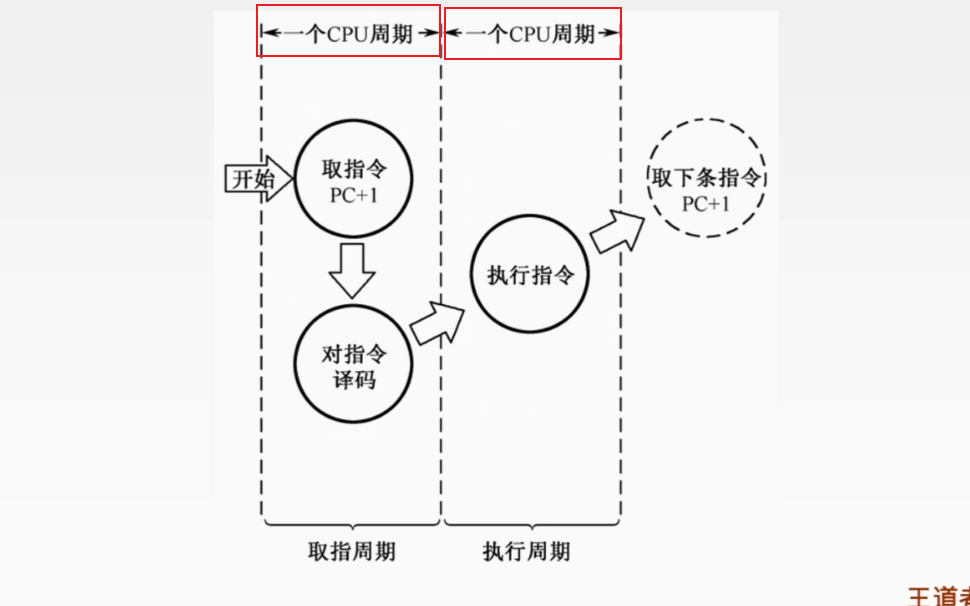 一个CPU周期
一个CPU周期
开始
取指令
PC+1
对指令
译码
执行指令
取下条指令
PC+1
取指周期
执行周期
王道考